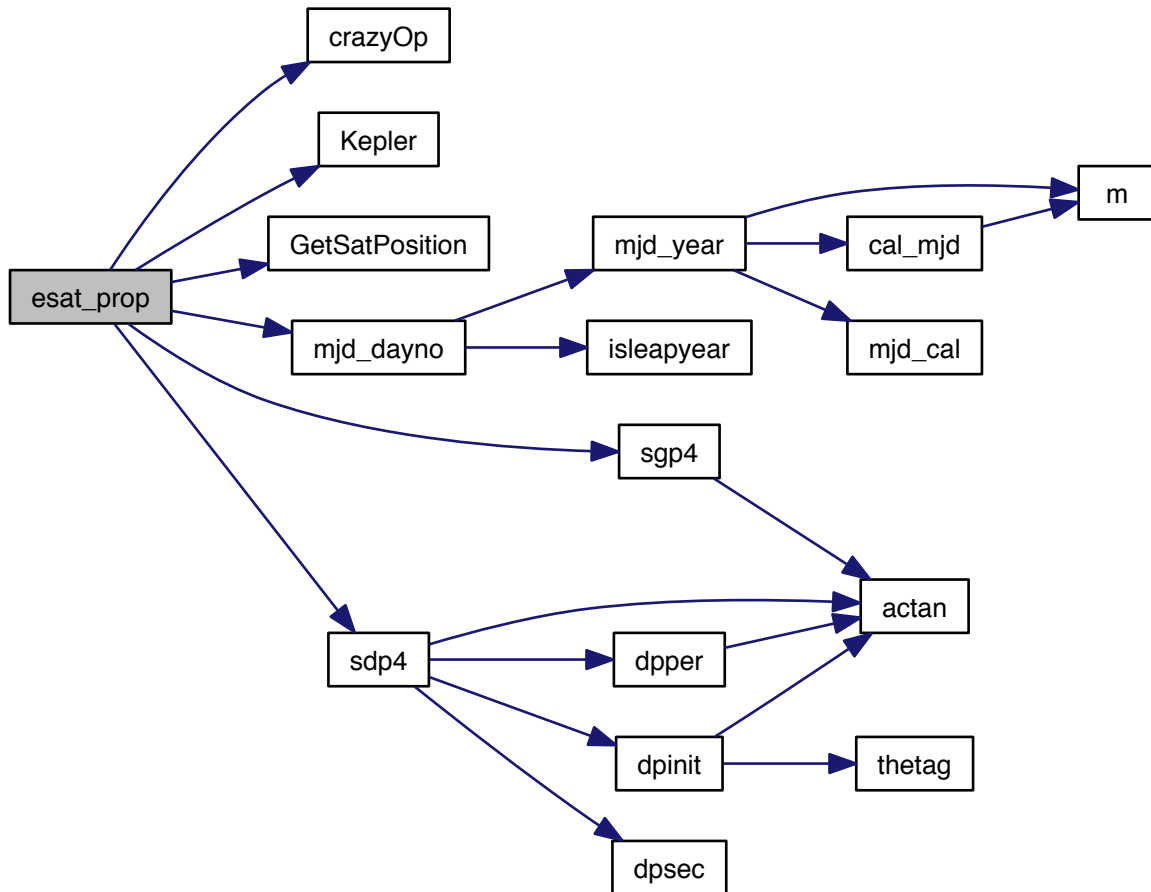 crazyOp
Kepler
GetSatPosition
esat_prop
mjd_dayno
mjd_year
isleapyear
m
cal_mjd
mjd_cal
sgp4
actan
sdp4
dpper
dpinit
thetag
dpsec